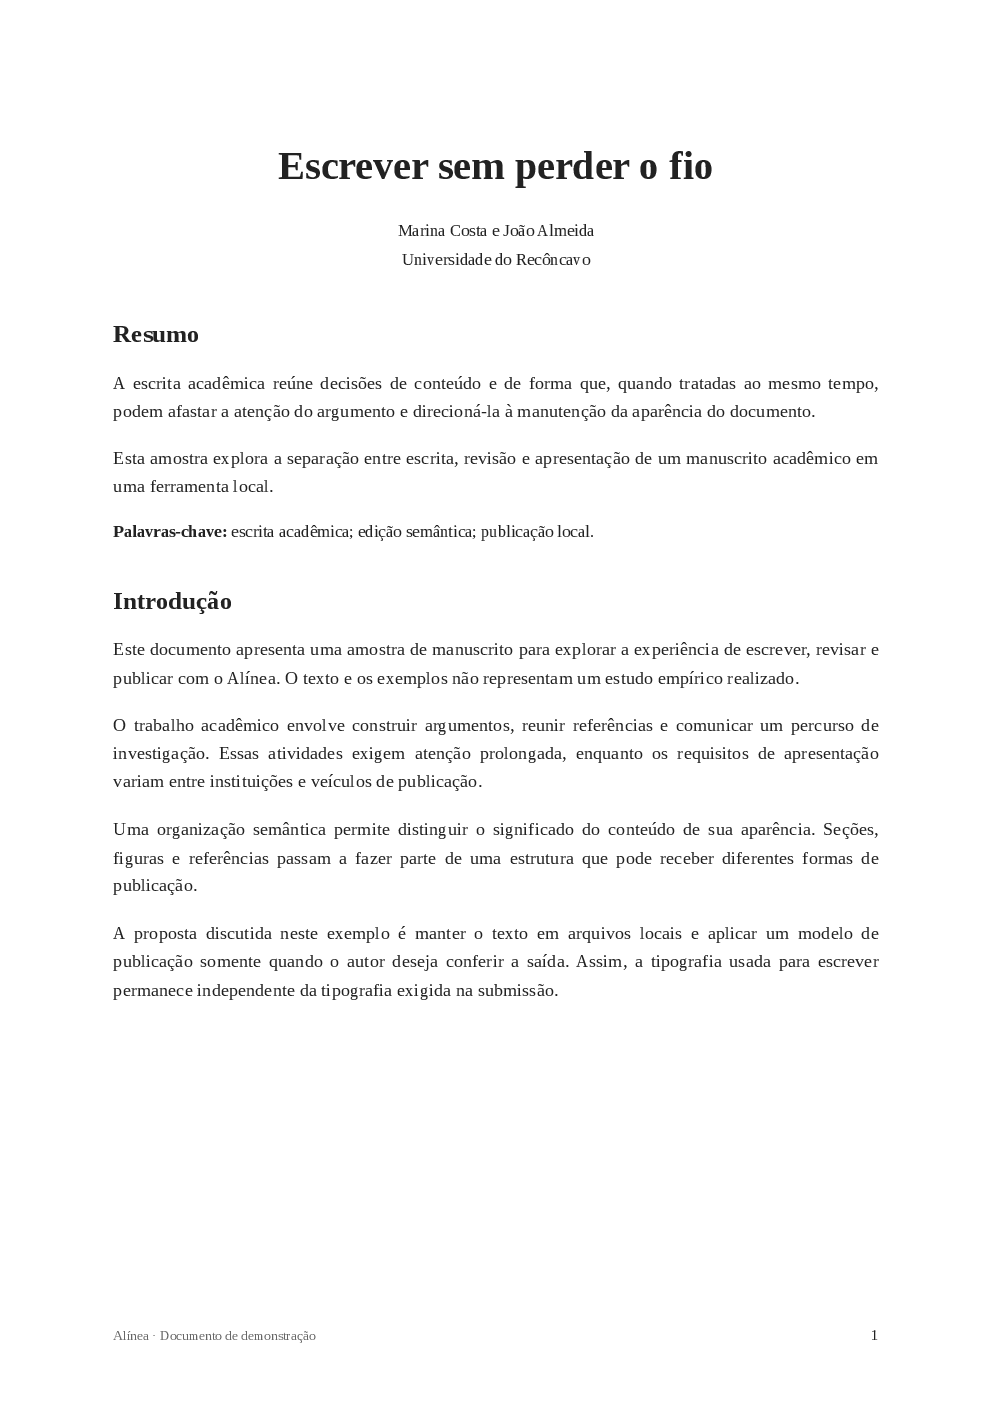 Escrever sem perder o fio
Marina Costa e João Almeida
Universidade do Recôncavo
Resumo
A escrita acadêmica reúne decisões de conteúdo e de forma que, quando tratadas ao mesmo tempo,
podem afastar a atenção do argumento e direcioná-la à manutenção da aparência do documento.
Esta amostra explora a separação entre escrita, revisão e apresentação de um manuscrito acadêmico em
uma ferramenta local.
Palavras-chave: escrita acadêmica; edição semântica; publicação local.
Introdução
Este documento apresenta uma amostra de manuscrito para explorar a experiência de escrever, revisar e
publicar com o Alínea. O texto e os exemplos não representam um estudo empírico realizado.
O trabalho acadêmico envolve construir argumentos, reunir referências e comunicar um percurso de
investigação. Essas atividades exigem atenção prolongada, enquanto os requisitos de apresentação
variam entre instituições e veículos de publicação.
Uma organização semântica permite distinguir o significado do conteúdo de sua aparência. Seções,
figuras e referências passam a fazer parte de uma estrutura que pode receber diferentes formas de
publicação.
A proposta discutida neste exemplo é manter o texto em arquivos locais e aplicar um modelo de
publicação somente quando o autor deseja conferir a saída. Assim, a tipografia usada para escrever
permanece independente da tipografia exigida na submissão.
Alínea · Documento de demonstração
1